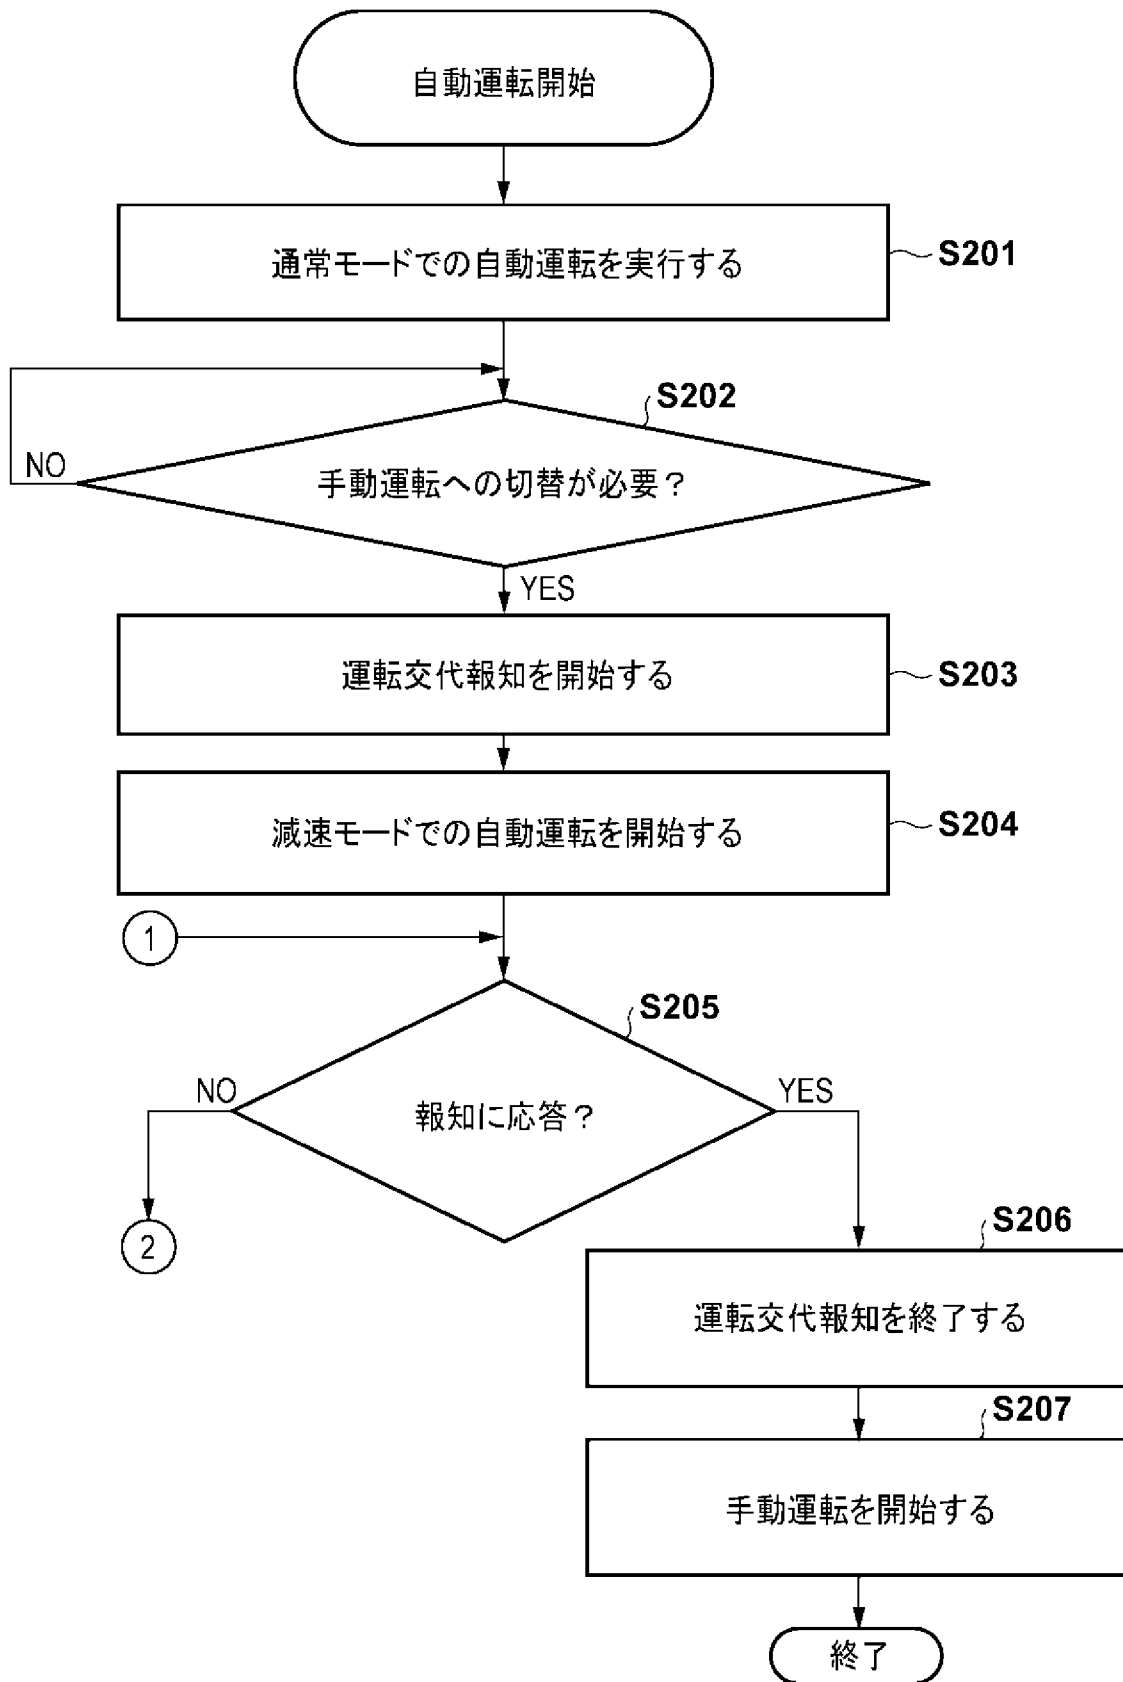 自動運転開始
通常モードでの自動運転を実行する
S201
S202
手動運転への切替が必要？
NO
YES
運転交代報知を開始する
S203
減速モードでの自動運転を開始する
S204
1
S205
報知に応答？
NO
YES
2
S206
運転交代報知を終了する
S207
手動運転を開始する
終了